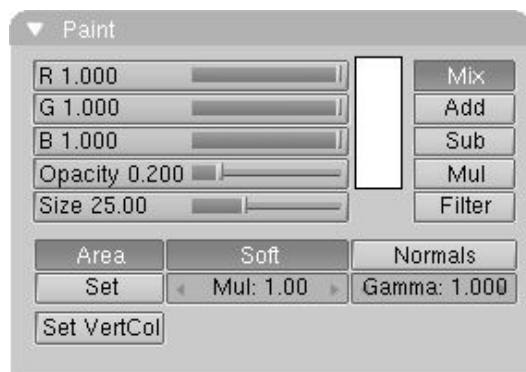 Paint
R 1.000
Mix
G 1.000
Add
B 1.000
Sub
Opacity 0.200
Mul
Size 25.00
Filter
Area Soft Normals
Set Mul: 1.00 Gamma: 1.000
Set VertCol